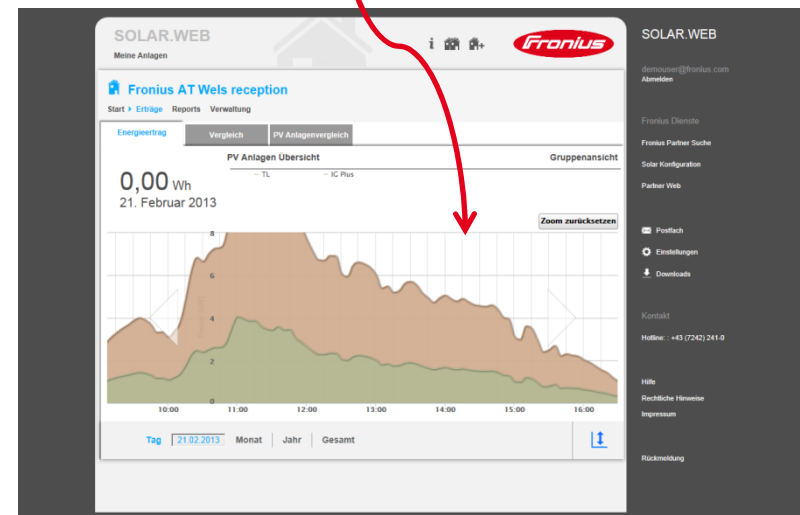 SOLAR.WEB
Meine Anlagen
Fronius
Fronius AT Wels reception
Start Erträge Reports Verwaltung
Energieertrag Vergleich PV Anlagenvergleich
PV Anlagen Übersicht Gruppenansicht
TL IG Plus
0,00 Wh
21. Februar 2013
Zoom zurücksetzen
8
6
4
2
0
10:00 11:00 12:00 13:00 14:00 15:00 16:00
Tag 21.02.2013 Monat Jahr Gesamt
SOLAR.WEB
demouser@fronius.com
Abmelden
Fronius Dienste
Fronius Partner Suche
Solar Konfiguration
Partner Web
Postfach
Einstellungen
Downloads
Kontakt
Hotline: : +43 (7242) 241-0
Hilfe
Rechtliche Hinweise
Impressum
Rückmeldung